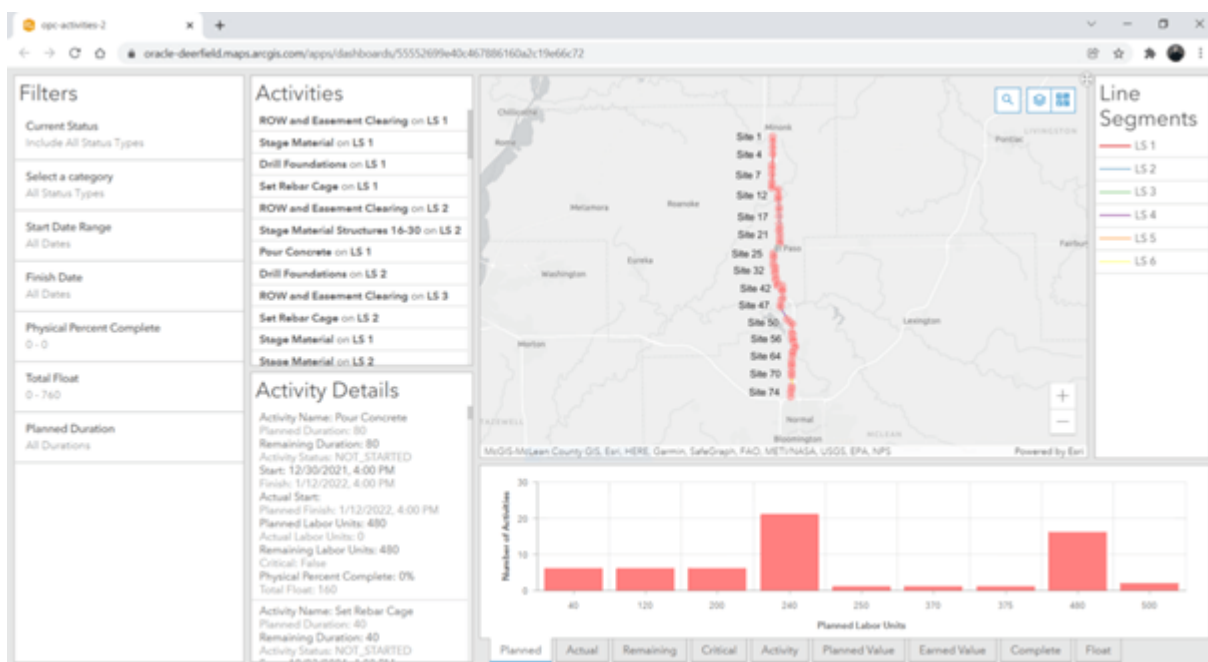 opc-activities-2
oracle-deerfield.maps.arcgis.com/apps/dashboards/55552699e40c467886160a2c19e66c72
Filters
Current Status
Include All Status Types
Select a category
All Status Types
Start Date Range
All Dates
Finish Date
All Dates
Physical Percent Complete
0 - 0
Total Float
0 - 760
Planned Duration
All Durations
Activities
ROW and Easement Clearing on LS 1
Stage Material on LS 1
Drill Foundations on LS 1
Set Rebar Cage on LS 1
ROW and Easement Clearing on LS 2
Stage Material Structures 16-30 on LS 2
Pour Concrete on LS 1
Drill Foundations on LS 2
ROW and Easement Clearing on LS 3
Set Rebar Cage on LS 2
Stage Material on LS 1
Stage Material on LS 2
Activity Details
Activity Name: Pour Concrete
Planned Duration: 80
Remaining Duration: 80
Activity Status: NOT_STARTED
Start: 12/30/2021, 4:00 PM
Finish: 1/12/2022, 4:00 PM
Actual Start:
Planned Finish: 1/12/2022, 4:00 PM
Planned Labor Units: 480
Actual Labor Units: 0
Remaining Labor Units: 480
Critical: False
Physical Percent Complete: 0%
Total Float: 160
Activity Name: Set Rebar Cage
Planned Duration: 40
Remaining Duration: 40
Activity Status: NOT_STARTED
Chillicothe
Rome
Minonk
Pontiac
LIVINGSTON
Metamora
Roanoke
El Paso
Eureka
Washington
Fairbur
Lexington
Morton
TAZEWELL
Normal
MCLEAN
Bloomington
Site 1
Site 4
Site 7
Site 12
Site 17
Site 21
Site 25
Site 32
Site 42
Site 47
Site 50
Site 56
Site 64
Site 70
Site 74
McGIS-McLean County GIS, Esri, HERE, Garmin, SafeGraph, FAO, METI/NASA, USGS, EPA, NPS
Powered by Esri
Line
Segments
LS 1
LS 2
LS 3
LS 4
LS 5
LS 6
Number of Activities
30
20
10
0
40 120 200 240 250 370 375 480 500
Planned Labor Units
Planned Actual Remaining Critical Activity Planned Value Earned Value Complete Float